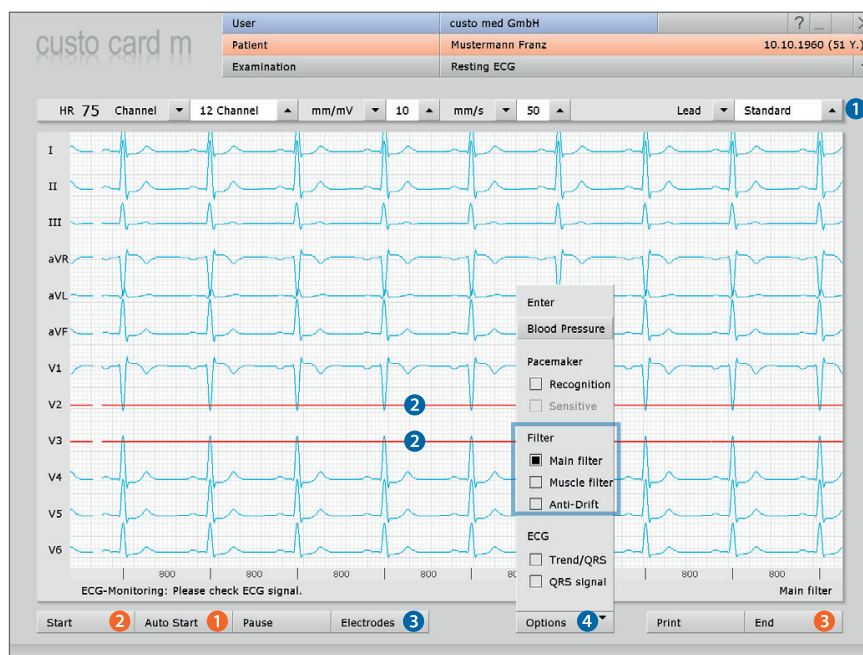 custo card m
User custo med GmbH ? _
Patient Mustermann Franz 10.10.1960 (51 Y.)
Examination Resting ECG
HR 75 Channel 12 Channel mm/mV 10 mm/s 50 Lead Standard 1
I
II
III
aVR
aVL
aVF
V1
V2 2
V3 2
V4
V5
V6
Enter
Blood Pressure
Pacemaker
Recognition
Sensitive
Filter
Main filter
Muscle filter
Anti-Drift
ECG
Trend/QRS
QRS signal
800 800 800 800 80 800 800
ECG-Monitoring: Please check ECG signal. Main filter
Start 2 Auto Start 1 Pause Electrodes 3 Options 4 Print End 3